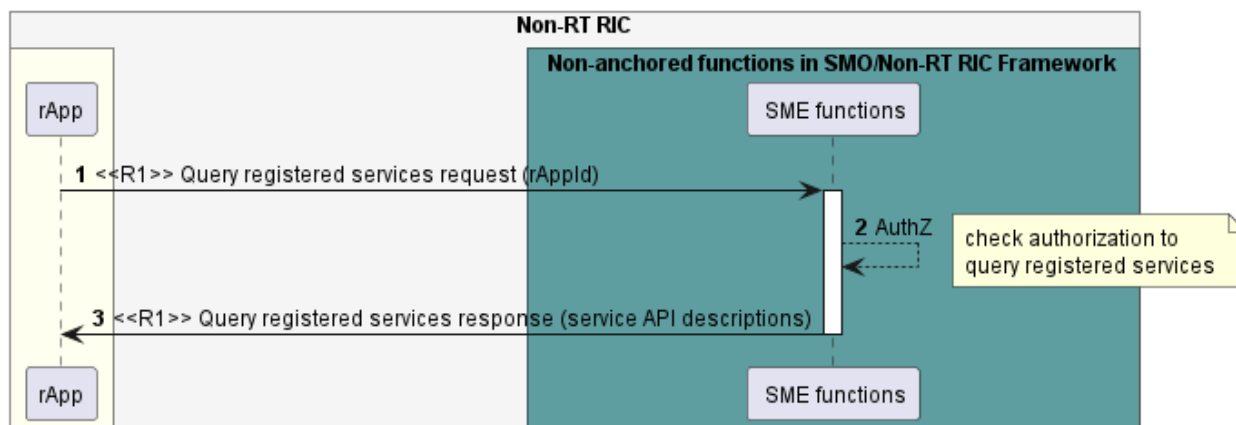 Non-RT RIC
Non-anchored functions in SMO/Non-RT RIC Framework
rApp
SME functions
1 <<R1>> Query registered services request (rAppId)
2 AuthZ
check authorization to
query registered services
3 <<R1>> Query registered services response (service API descriptions)
rApp
SME functions